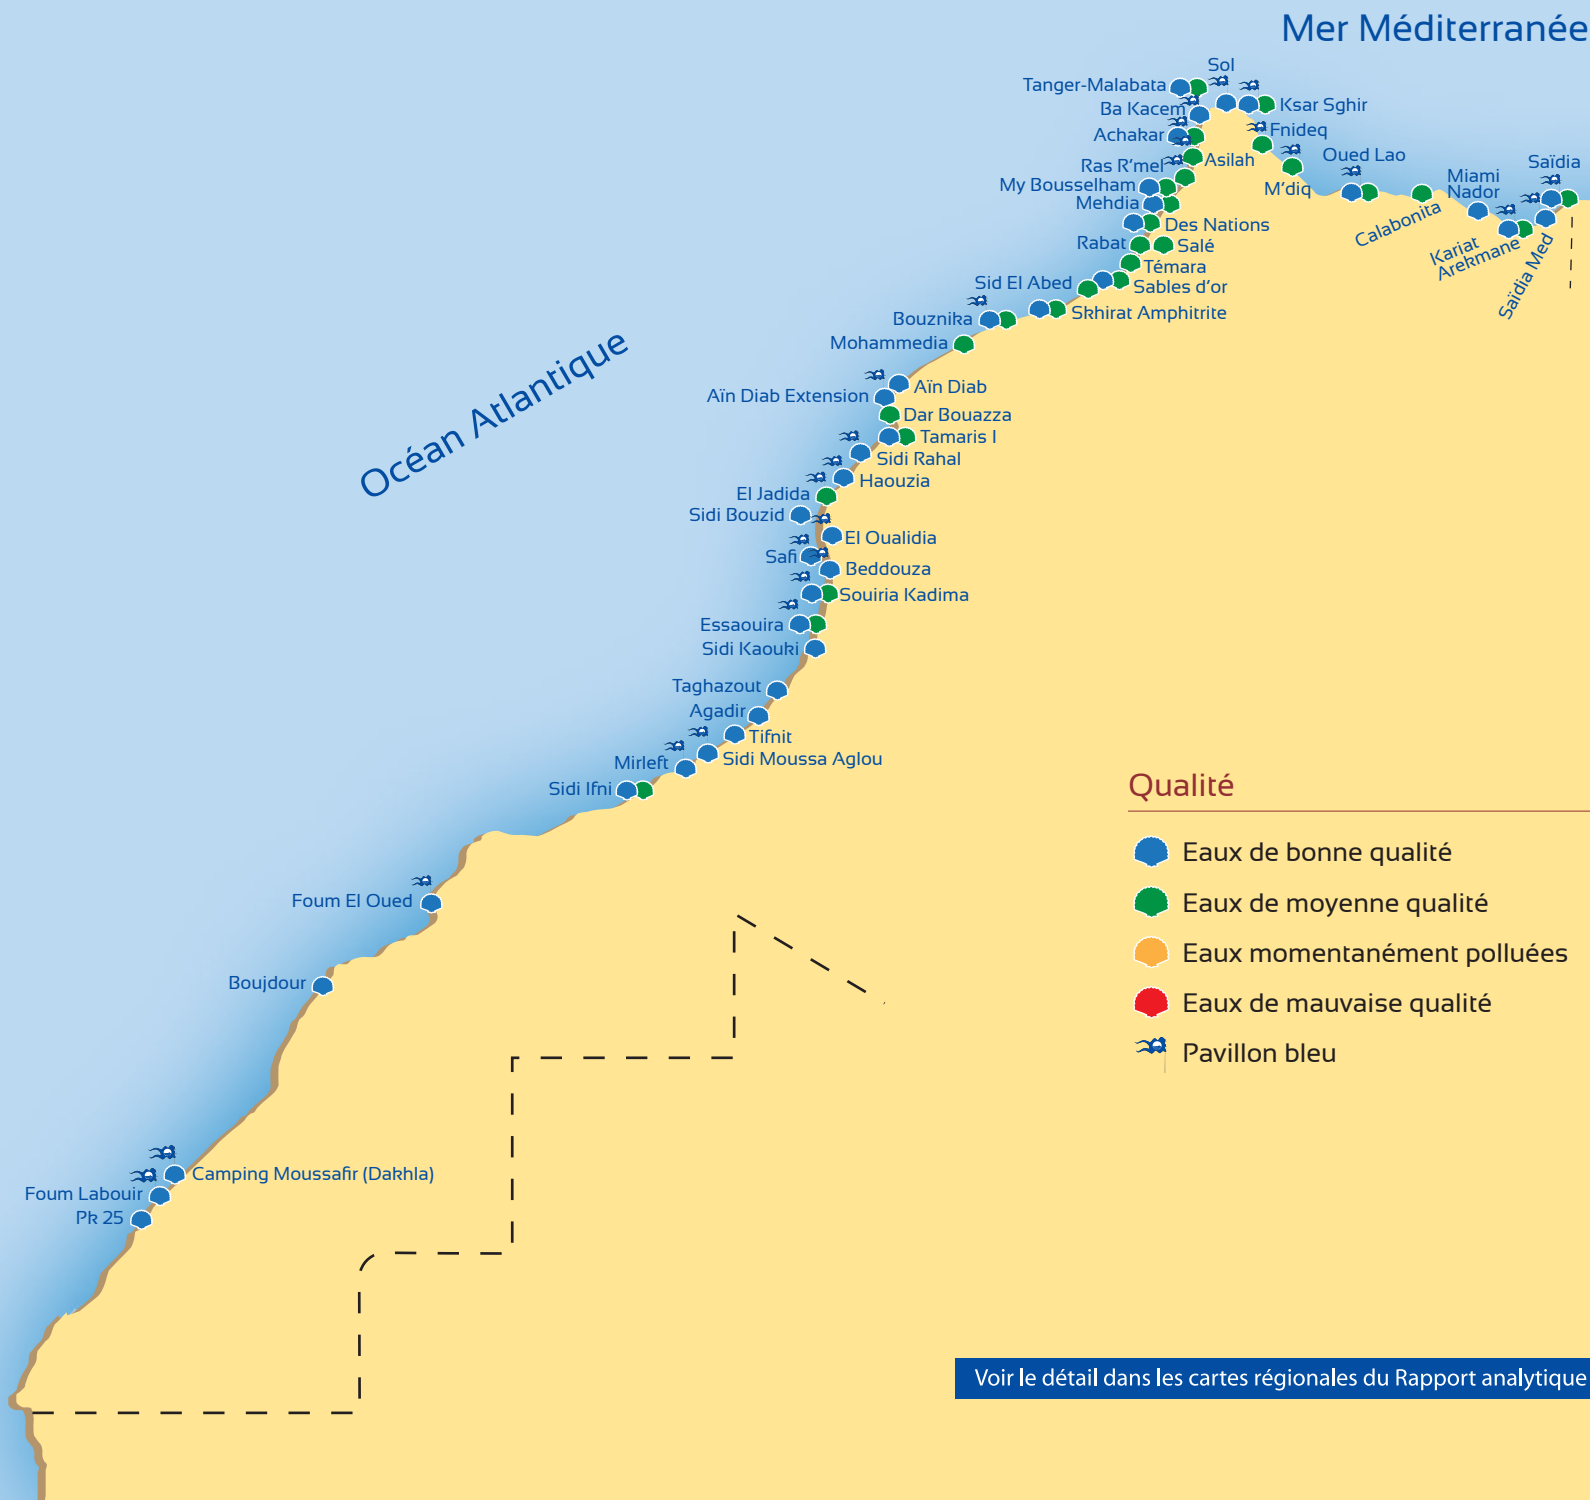 Mer Méditerranée
Sol
Tanger-Malabata
Ba Kacem
Ksar Sghir
Achakar
Fnideq
Asilah
Ras R'mel
My Bousselham
Mehdia
M'diq
Oued Lao
Calabonita
Miami
Nador
Kariat
Arekmane
Saïdia
Saïdia Med
Des Nations
Rabat
Salé
Témara
Sables d'or
Sid El Abed
Skhirat Amphitrite
Bouznika
Mohammedia
Océan Atlantique
Aïn Diab
Aïn Diab Extension
Dar Bouazza
Tamaris I
Sidi Rahal
Haouzia
El Jadida
Sidi Bouzid
El Oualidia
Safi
Beddouza
Souiria Kadima
Essaouira
Sidi Kaouki
Taghazout
Agadir
Tifnit
Sidi Moussa Aglou
Mirleft
Sidi Ifni
Foum El Oued
Boujdour
Camping Moussafir (Dakhla)
Foum Labouir
Pk 25
Qualité
Eaux de bonne qualité
Eaux de moyenne qualité
Eaux momentanément polluées
Eaux de mauvaise qualité
Pavillon bleu
Voir le détail dans les cartes régionales du Rapport analytique